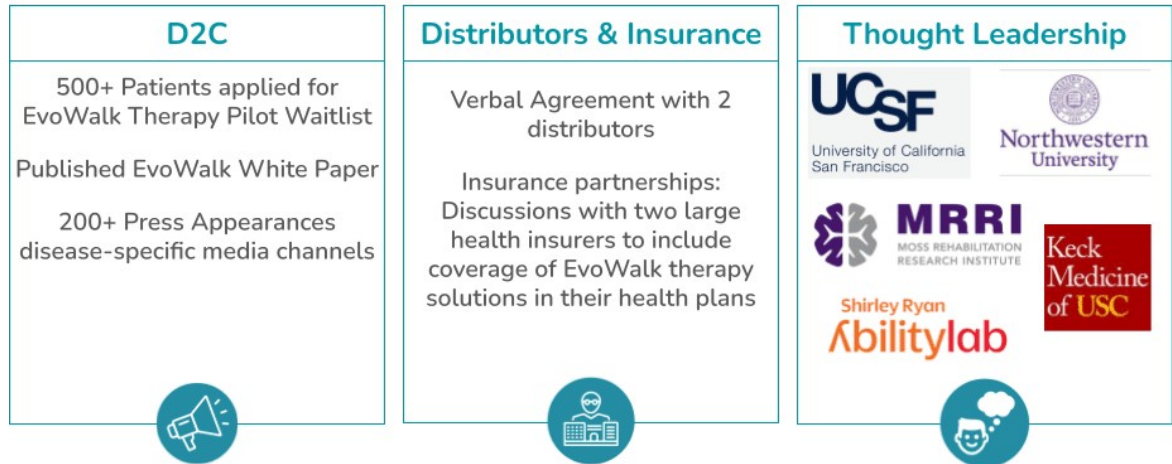 D2C
500+ Patients applied for
EvoWalk Therapy Pilot Waitlist
Published EvoWalk White Paper
200+ Press Appearances
disease-specific media channels
Distributors & Insurance
Verbal Agreement with 2
distributors
Insurance partnerships:
Discussions with two large
health insurers to include
coverage of EvoWalk therapy
solutions in their health plans
Thought Leadership
UCSF
University of California
San Francisco
Northwestern
University
MRRI
MOSS REHABILITATION
RESEARCH INSTITUTE
Keck
Medicine
of USC
Shirley Ryan
Abilitylab